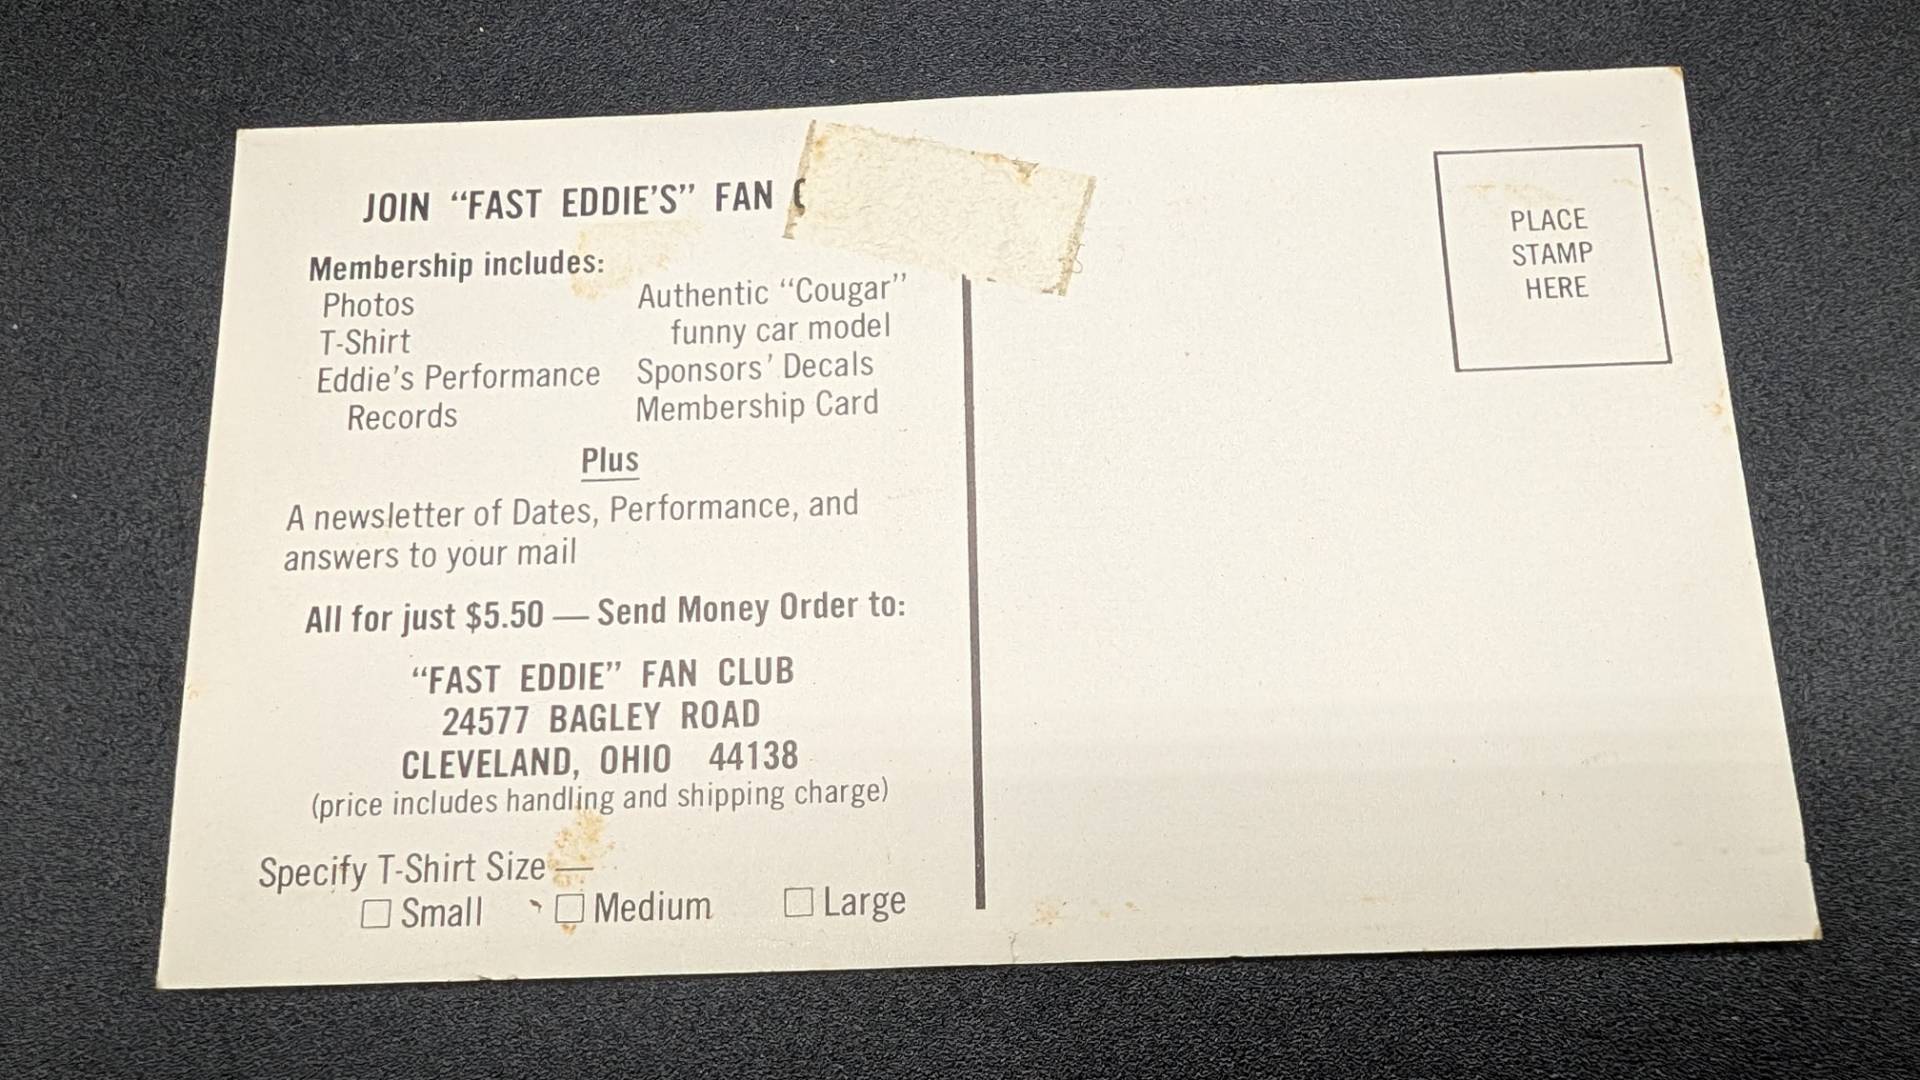 JOIN “FAST EDDIE’S” FAN
Membership includes:
Photos
T-Shirt
Eddie’s Performance
Records
Authentic “Cougar”
funny car model
Sponsors’ Decals
Membership Card
Plus
A newsletter of Dates, Performance, and
answers to your mail
All for just $5.50 — Send Money Order to:
“FAST EDDIE” FAN CLUB
24577 BAGLEY ROAD
CLEVELAND, OHIO 44138
(price includes handling and shipping charge)
Specify T-Shirt Size —
☐ Small ☐ Medium ☐ Large
PLACE
STAMP
HERE